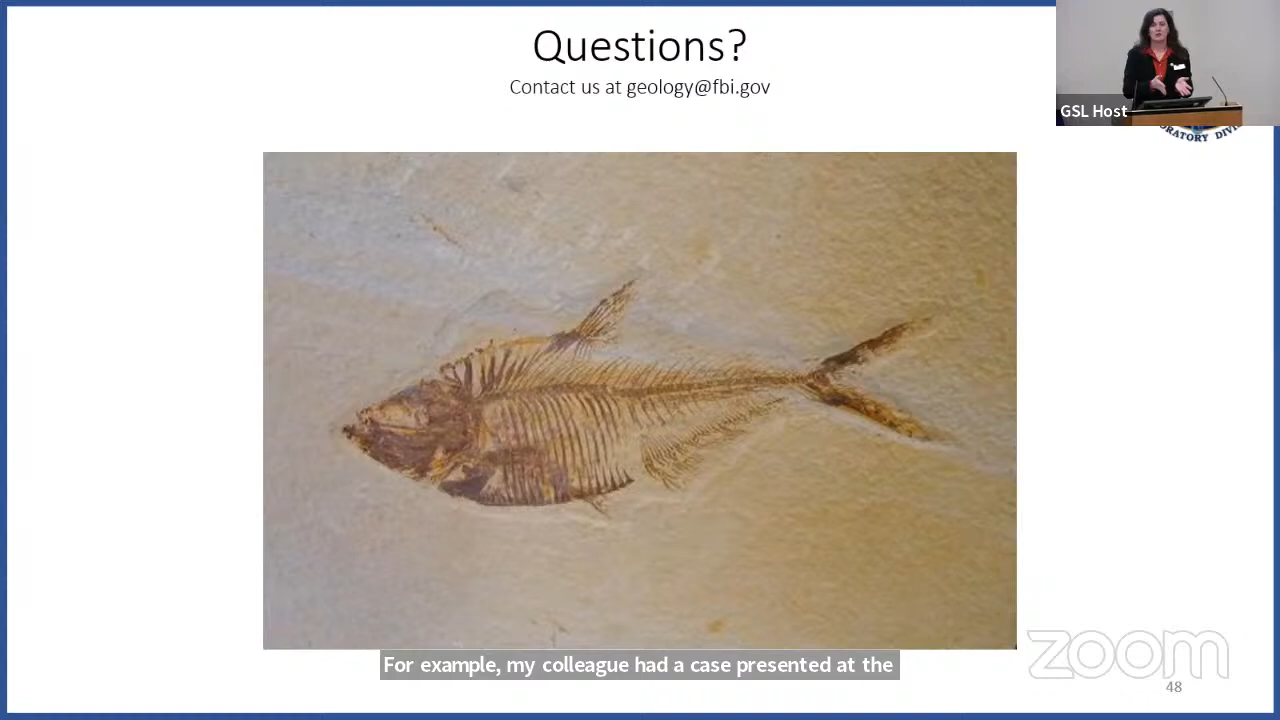 Questions?
Contact us at geology@fbi.gov
GSL Host
For example, my colleague had a case presented at the
zoom
48